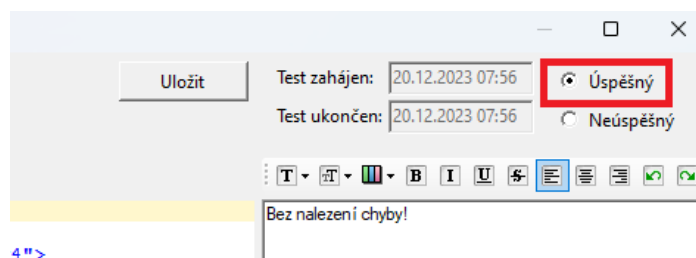 Uložit
Test zahájen: 20.12.2023 07:56
Úspěšný
Test ukončen: 20.12.2023 07:56
Neúspěšný
T T B I U S
Bez nalezení chyby!
4">